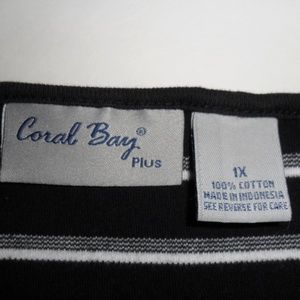 Coral Bay®
Plus
1X
100% COTTON
MADE IN INDONESIA
SEE REVERSE FOR CARE